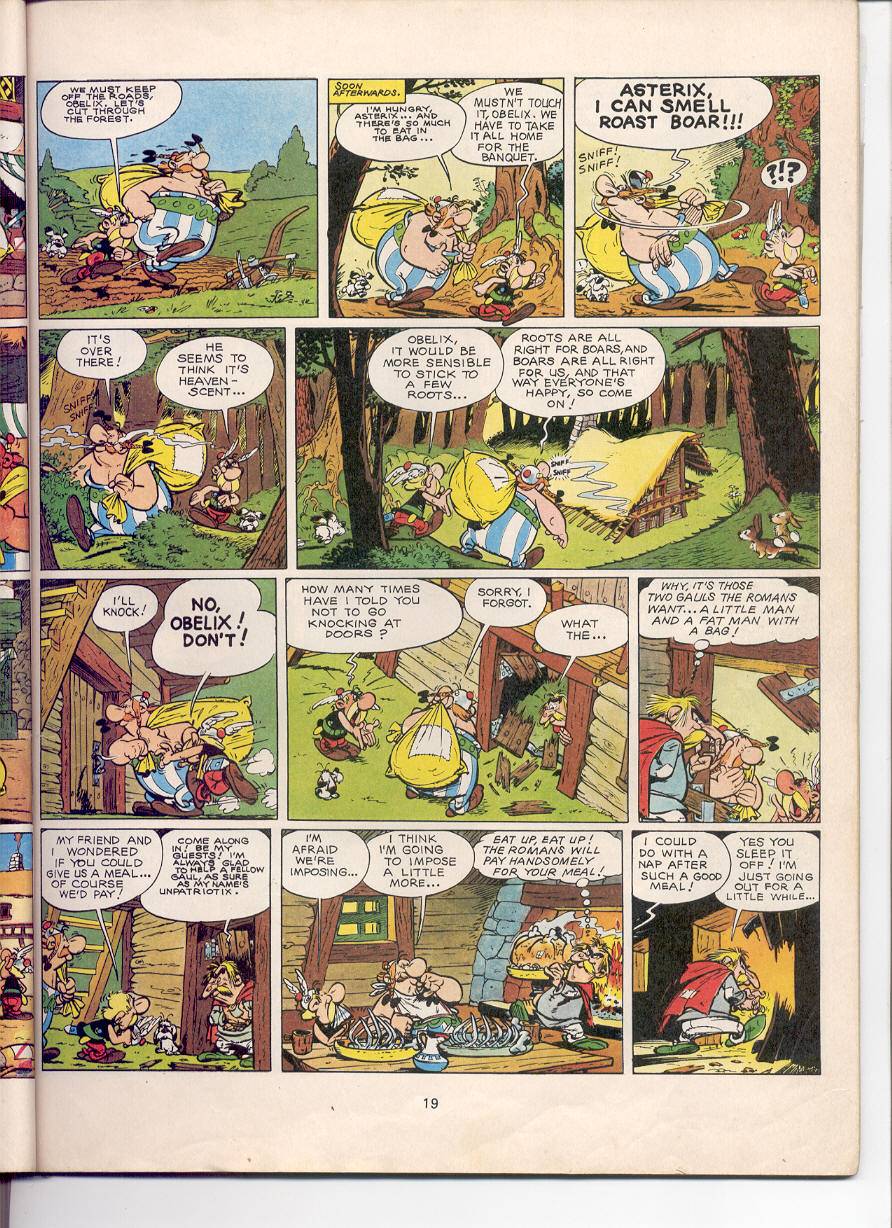 WE MUST KEEP
OFF THE ROADS,
OBELIX. LET'S
CUT THROUGH
THE FOREST.
SOON
AFTERWARDS.
I'M HUNGRY,
ASTERIX... AND
THERE'S SO MUCH
TO EAT IN
THE BAG...
WE
MUSTN'T TOUCH
IT, OBELIX. WE
HAVE TO TAKE
IT ALL HOME
FOR THE
BANQUET.
ASTERIX,
I CAN SMELL
ROAST BOAR!!!
SNIFF!
SNIFF!
?!?
IT'S
OVER
THERE!
SNIFF!
SNIFF!
HE
SEEMS TO
THINK IT'S
HEAVEN-
SCENT...
OBELIX,
IT WOULD BE
MORE SENSIBLE
TO STICK TO
A FEW
ROOTS...
ROOTS ARE ALL
RIGHT FOR BOARS, AND
BOARS ARE ALL RIGHT
FOR US, AND THAT
WAY EVERYONE'S
HAPPY, SO COME
ON!
SNIFF
SNIFF
I'LL
KNOCK!
NO,
OBELIX!
DON'T!
HOW MANY TIMES
HAVE I TOLD YOU
NOT TO GO
KNOCKING AT
DOORS?
SORRY, I
FORGOT.
WHAT
THE...
WHY, IT'S THOSE
TWO GAULS THE ROMANS
WANT... A LITTLE MAN
AND A FAT MAN WITH
A BAG!
MY FRIEND AND
I WONDERED
IF YOU COULD
GIVE US A MEAL...
OF COURSE
WE'D PAY!
COME ALONG
IN! BE MY
GUESTS! I'M
ALWAYS GLAD
TO HELP A FELLOW
GAUL, AS SURE
AS MY NAME'S
UNPATRIOTIX.
I'M
AFRAID
WE'RE
IMPOSING...
I THINK
I'M GOING
TO IMPOSE
A LITTLE
MORE...
EAT UP, EAT UP!
THE ROMANS WILL
PAY HANDSOMELY
FOR YOUR MEAL!
I COULD
DO WITH A
NAP AFTER
SUCH A GOOD
MEAL!
YES YOU
SLEEP IT
OFF! I'M
JUST GOING
OUT FOR A
LITTLE WHILE...
19